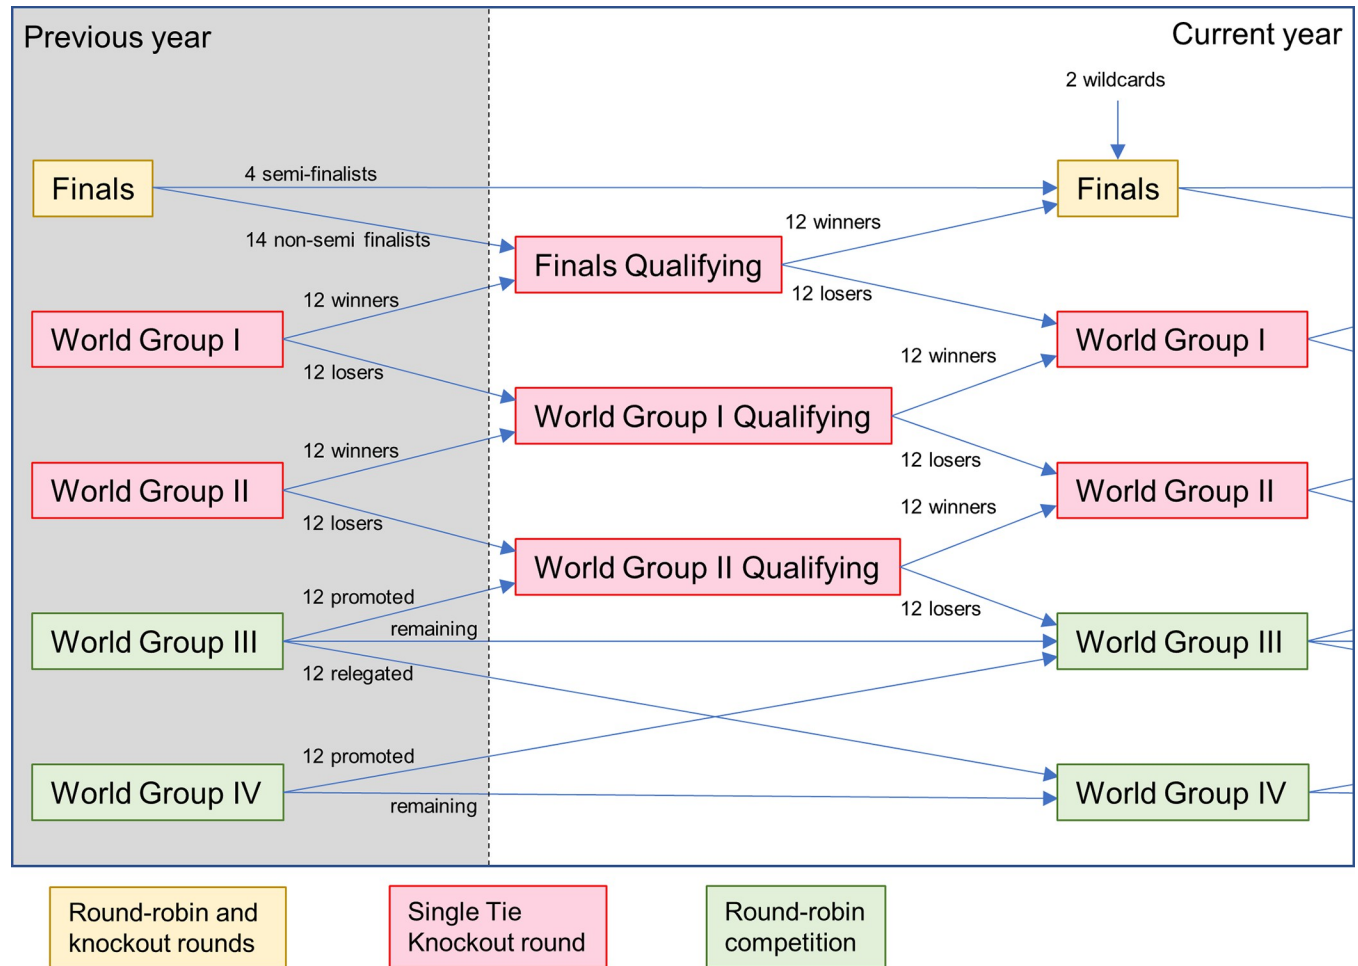 Previous year
Current year
2 wildcards
Finals
4 semi-finalists
Finals
12 winners
14 non-semi finalists
Finals Qualifying
12 losers
12 winners
World Group I
World Group I
12 winners
12 losers
World Group I Qualifying
12 winners
12 losers
World Group II
World Group II
12 winners
12 losers
World Group II Qualifying
12 promoted
12 losers
remaining
World Group III
World Group III
12 relegated
12 promoted
World Group IV
World Group IV
remaining
Round-robin and
knockout rounds
Single Tie
Knockout round
Round-robin
competition